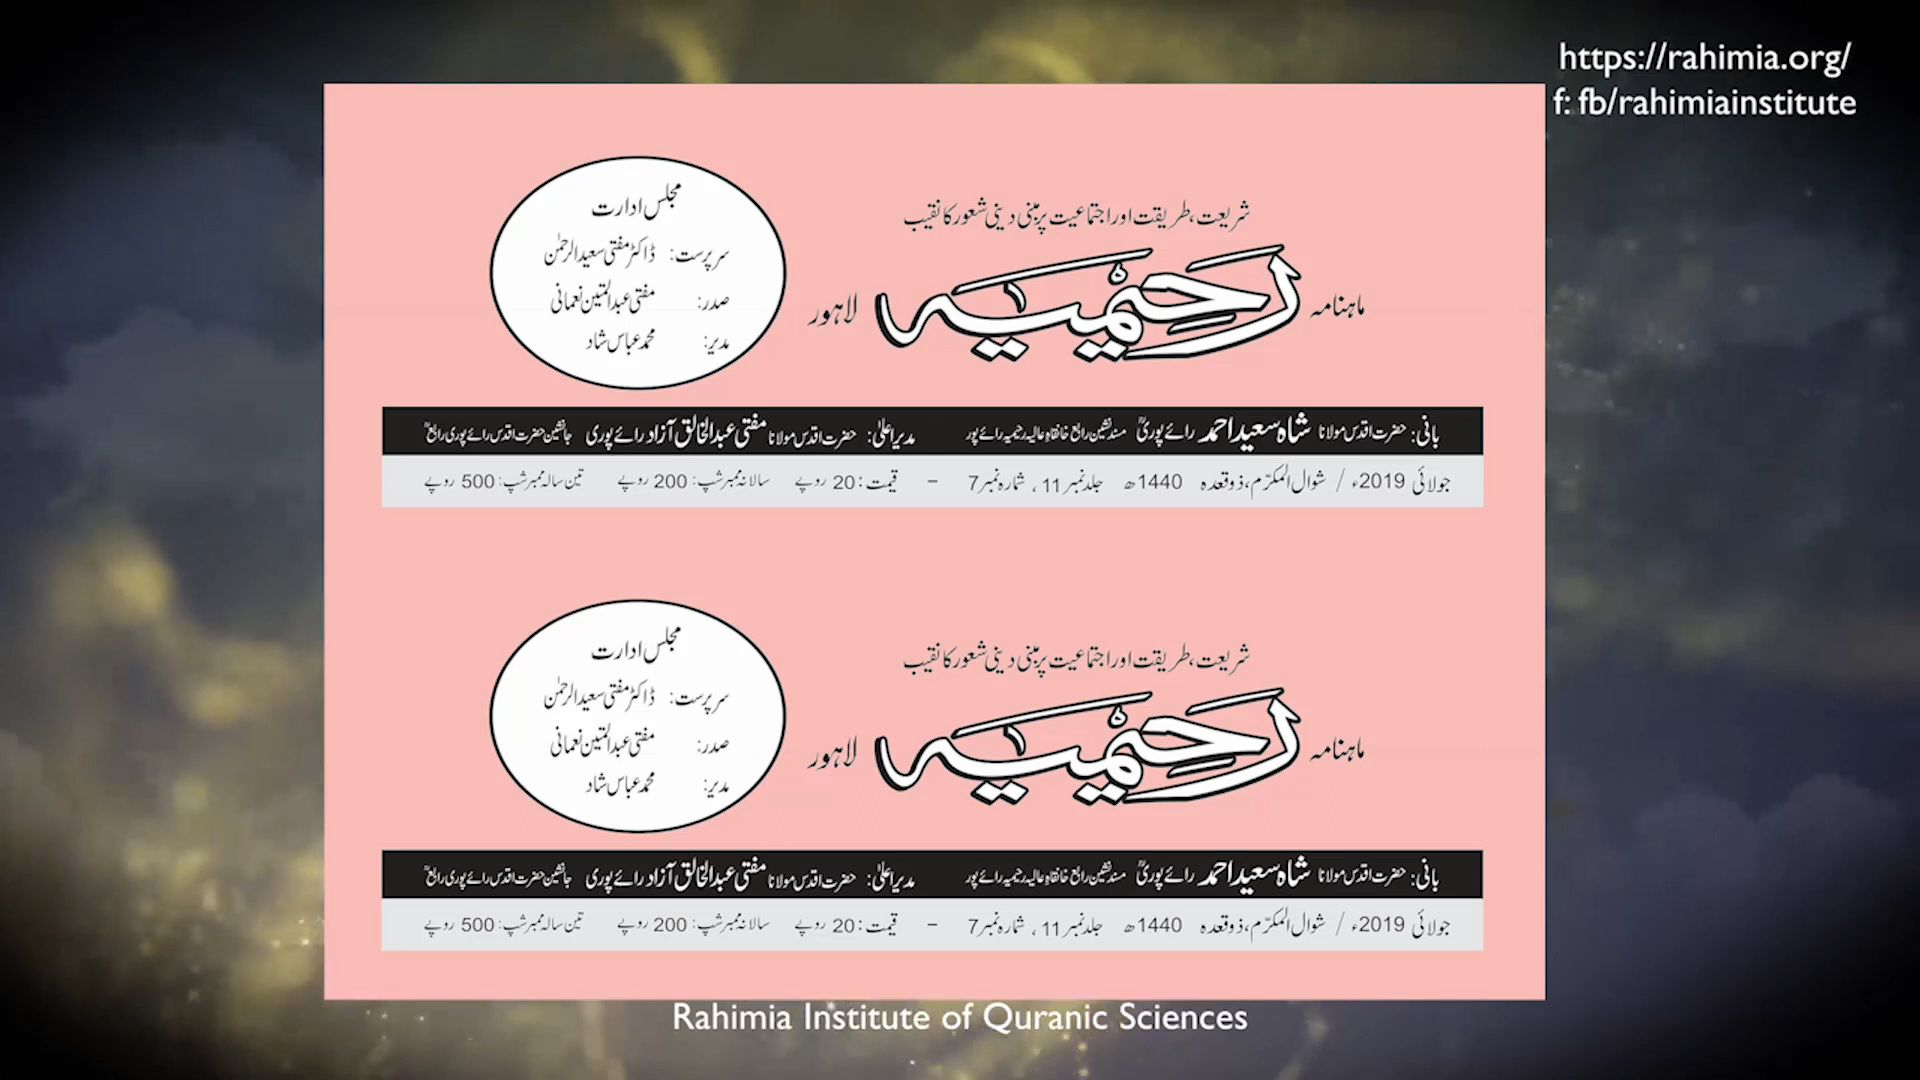 https://rahimia.org/
f: fb/rahimiainstitute
شریعت، طریقت اور اجتماعیت پر مبنی دینی شعور کا نقیب
ماہنامہ رحیمیہ لاہور
مجلس ادارت
سرپرست: ڈاکٹر مفتی سعید الرحمٰن
صدر: مفتی عبدالمتین نعمانی
مدیر: محمد عباس شاد
بانی: حضرت اقدس مولانا شاہ سعید احمد رائے پوریؒ مسند نشین رابع خانقاہ عالیہ رحیمیہ رائے پور مدیر اعلیٰ: حضرت اقدس مولانا مفتی عبدالخالق آزاد رائے پوری جانشین حضرت اقدس رائے پوری رابعؒ
جولائی 2019ء / شوال المکرّم، ذوقعدہ 1440ھ جلد نمبر 11، شمارہ نمبر 7 – قیمت: 20 روپے سالانہ ممبرشپ: 200 روپے تین سالہ ممبرشپ: 500 روپے
شریعت، طریقت اور اجتماعیت پر مبنی دینی شعور کا نقیب
ماہنامہ رحیمیہ لاہور
مجلس ادارت
سرپرست: ڈاکٹر مفتی سعید الرحمٰن
صدر: مفتی عبدالمتین نعمانی
مدیر: محمد عباس شاد
بانی: حضرت اقدس مولانا شاہ سعید احمد رائے پوریؒ مسند نشین رابع خانقاہ عالیہ رحیمیہ رائے پور مدیر اعلیٰ: حضرت اقدس مولانا مفتی عبدالخالق آزاد رائے پوری جانشین حضرت اقدس رائے پوری رابعؒ
جولائی 2019ء / شوال المکرّم، ذوقعدہ 1440ھ جلد نمبر 11، شمارہ نمبر 7 – قیمت: 20 روپے سالانہ ممبرشپ: 200 روپے تین سالہ ممبرشپ: 500 روپے
Rahimia Institute of Quranic Sciences